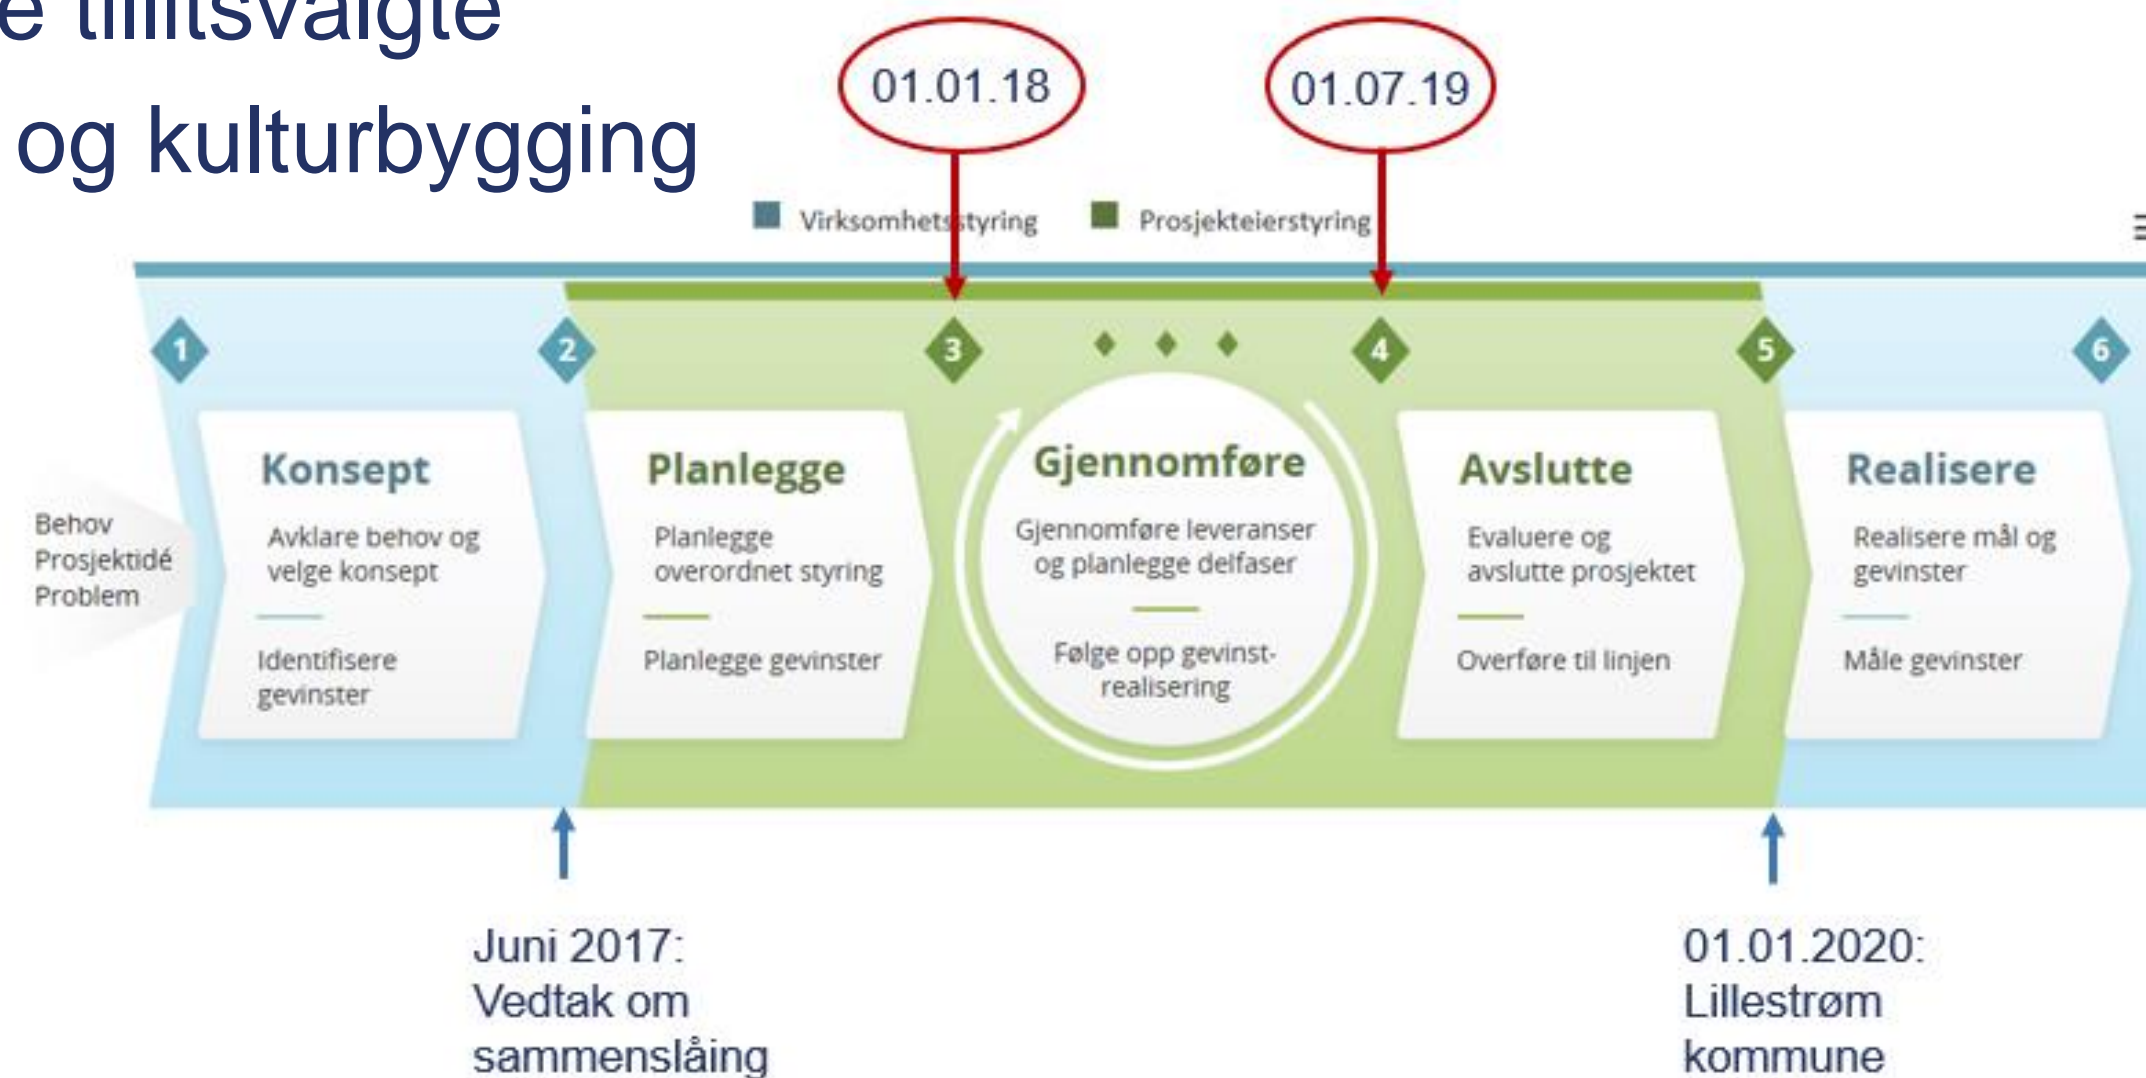 tillitsvalgte
og kulturbygging
01.01.18
01.07.19
Virksomhetsstyring
Prosjekteierstyring
1
2
3
4
5
6
Behov
Prosjektidé
Problem
Konsept
Avklare behov og
velge konsept
Identifisere
gevinster
Planlegge
Planlegge
overordnet styring
Planlegge gevinster
Gjennomføre
Gjennomføre leveranser
og planlegge delfaser
Følge opp gevinst-
realisering
Avslutte
Evaluere og
avslutte prosjektet
Overføre til linjen
Realisere
Realisere mål og
gevinster
Måle gevinster
Juni 2017:
Vedtak om
sammenslåing
01.01.2020:
Lillestrøm
kommune